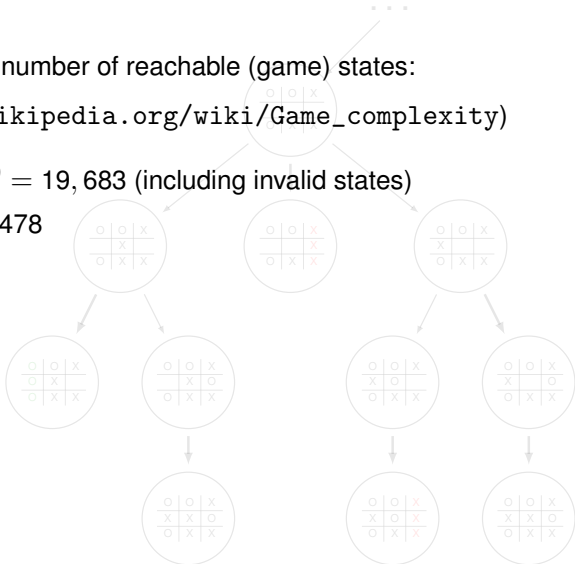 number of reachable (game) states:
O O X
ikipedia.org/wiki/Game_complexity)
O X X
= 19, 683 (including invalid states)
478
O O X
X
O X X
O O X
X
O X X
O O X
X
O X X
O O X
O X
O X X
O O X
X O
O X X
O O X
X O
O X X
O O X
X O
O X X
O O X
X X O
O X X
O O X
X O X
O X X
O O X
X X O
O X X